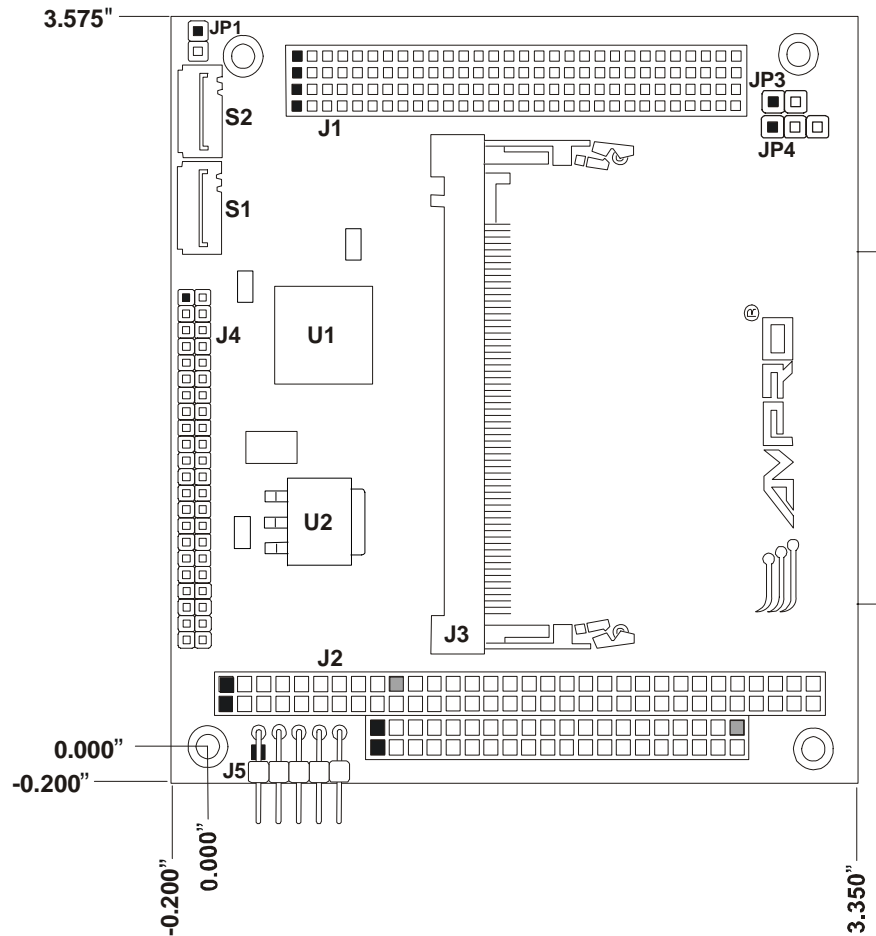 3.575"
JP1
S2
J1
JP3
JP4
S1
J4
U1
®
AMPRO
U2
J3
J2
0.000”
J5
-0.200”
-0.200”
0.000”
3.350”